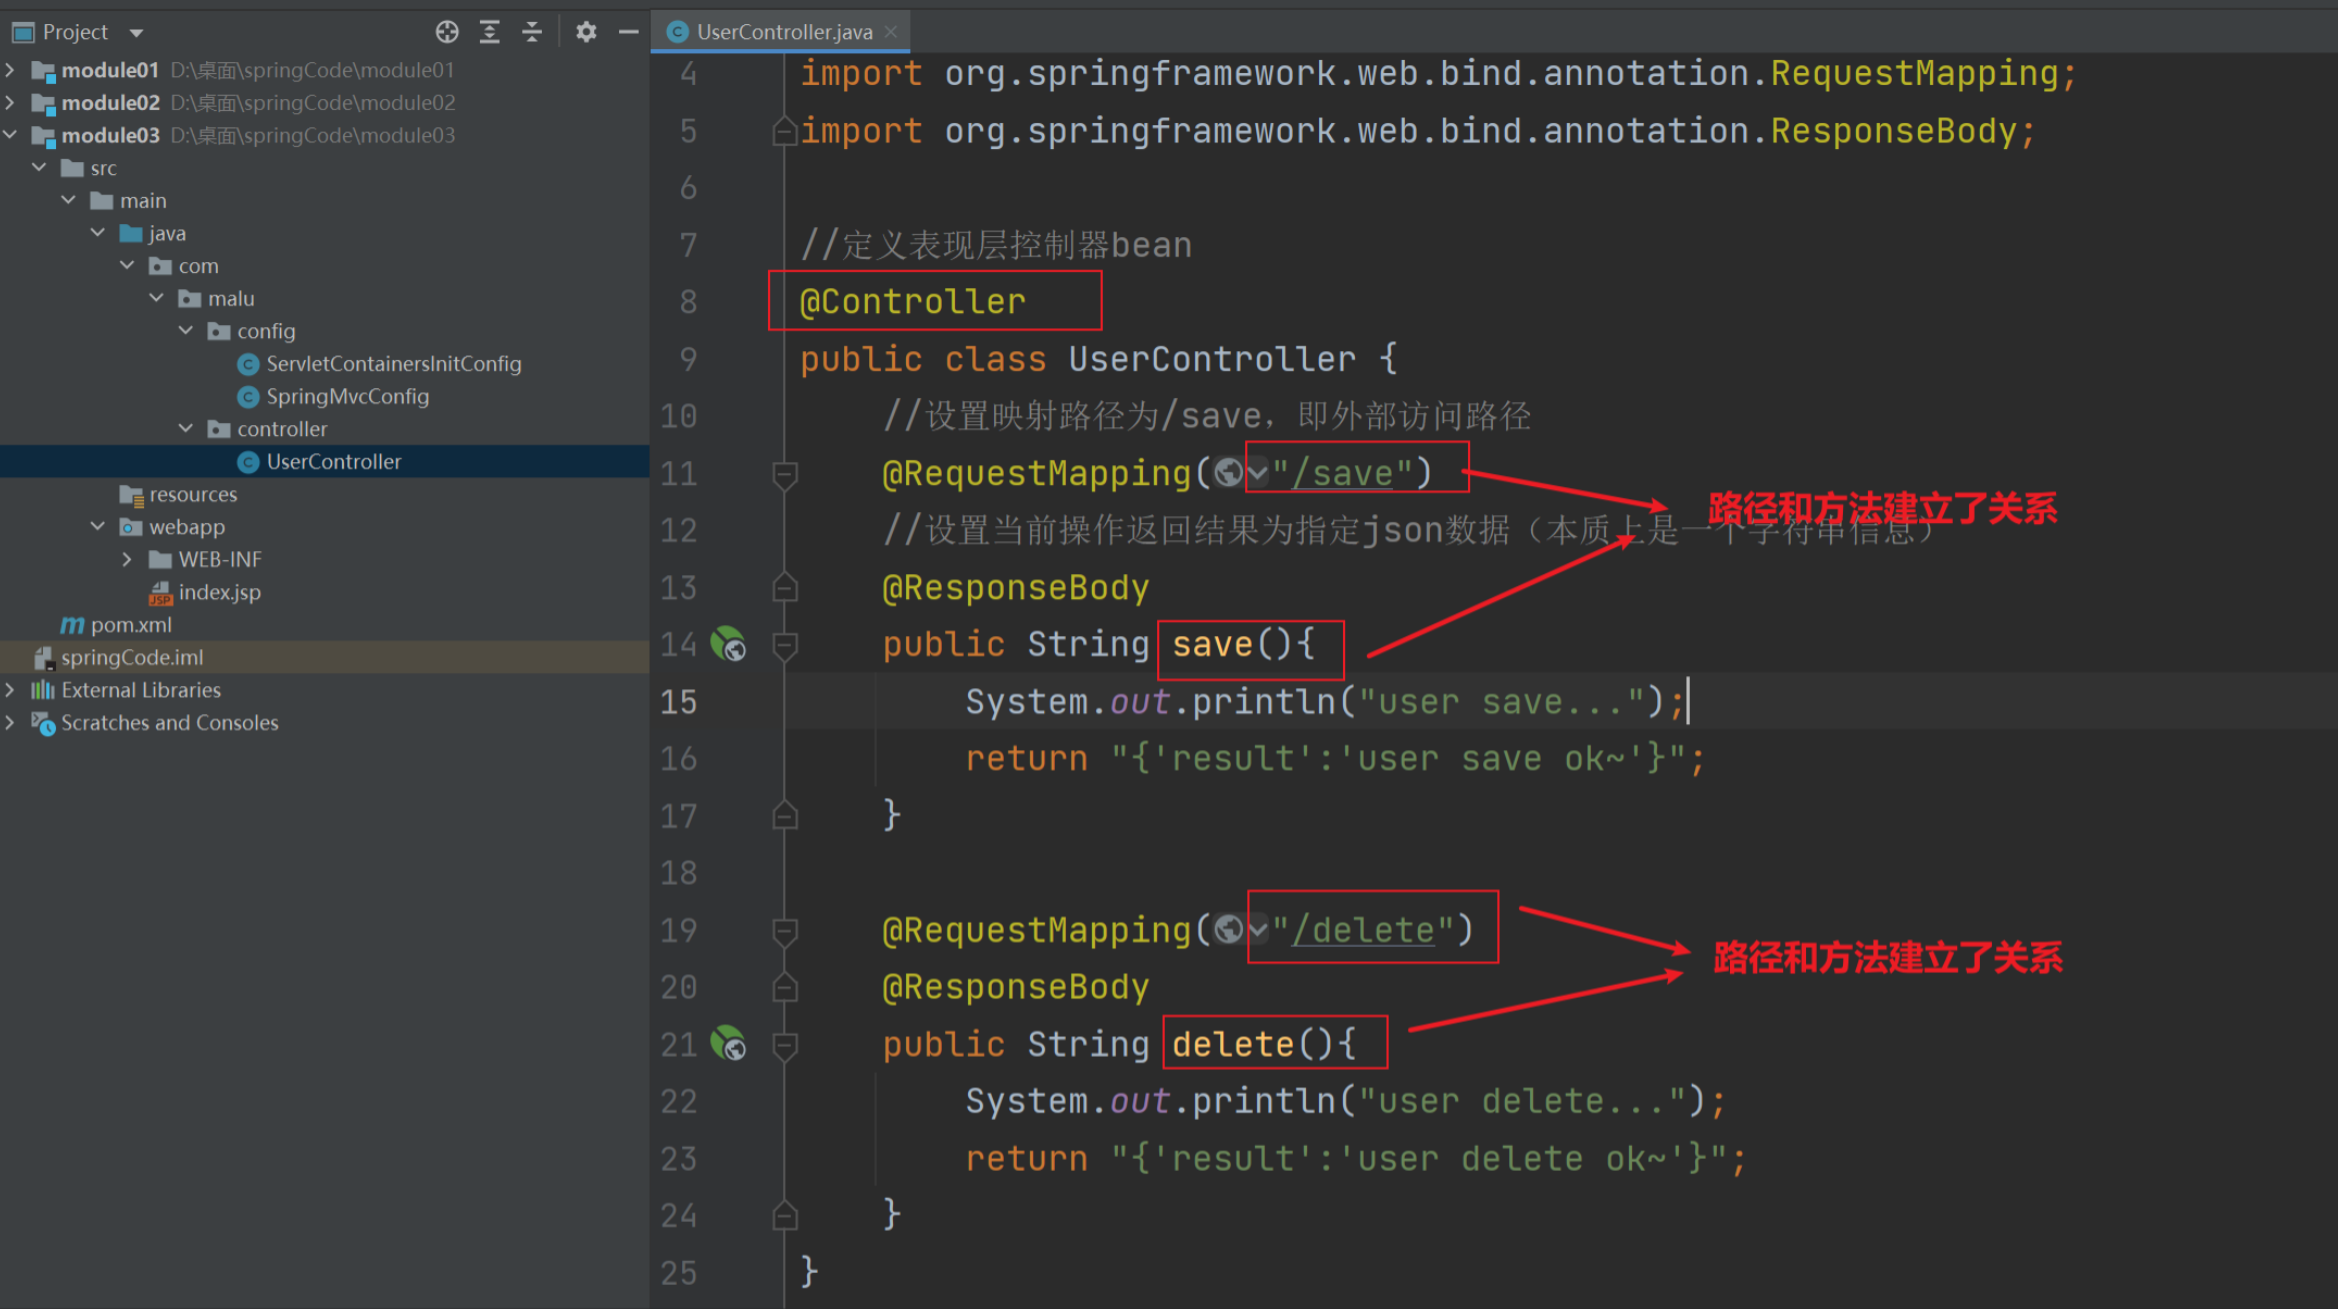 Project
module01 D:\桌面\springCode\module01
module02 D:\桌面\springCode\module02
module03 D:\桌面\springCode\module03
src
main
java
com
malu
config
ServletContainersInitConfig
SpringMvcConfig
controller
UserController
resources
webapp
WEB-INF
index.jsp
pom.xml
springCode.iml
External Libraries
Scratches and Consoles
UserController.java
4 import org.springframework.web.bind.annotation.RequestMapping;
5 import org.springframework.web.bind.annotation.ResponseBody;
6
7 //定义表现层控制器bean
8 @Controller
9 public class UserController {
10 //设置映射路径为/save，即外部访问路径
11 @RequestMapping("/save")
路径和方法建立了关系
12 //设置当前操作返回结果为指定json数据（本质上是一个字符串信息）
13 @ResponseBody
14 public String save(){
15 System.out.println("user save...");
16 return "{'result':'user save ok~'}";
17 }
18
19 @RequestMapping("/delete")
路径和方法建立了关系
20 @ResponseBody
21 public String delete(){
22 System.out.println("user delete...");
23 return "{'result':'user delete ok~'}";
24 }
25 }